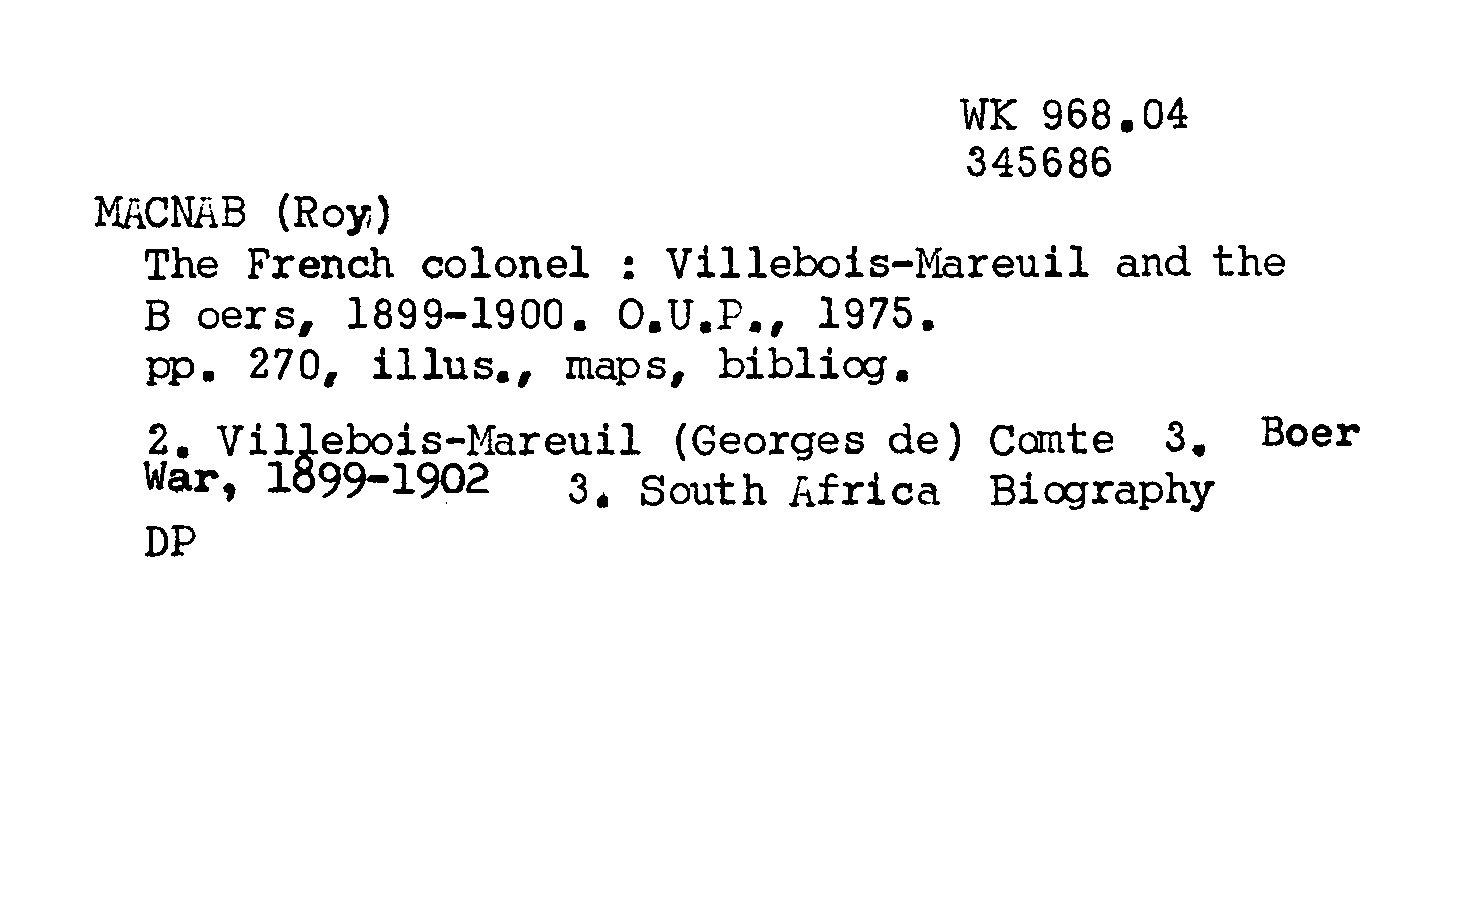 WK 968.04
345686
MACNAB (Roy)
The French colonel : Villebois-Mareuil and the
B oers, 1899-1900. O.U.P., 1975.
pp. 270, illus., maps, bibliog.
2. Villebois-Mareuil (Georges de) Comte 3. Boer
War, 1899-1902 3. South Africa Biography
DP